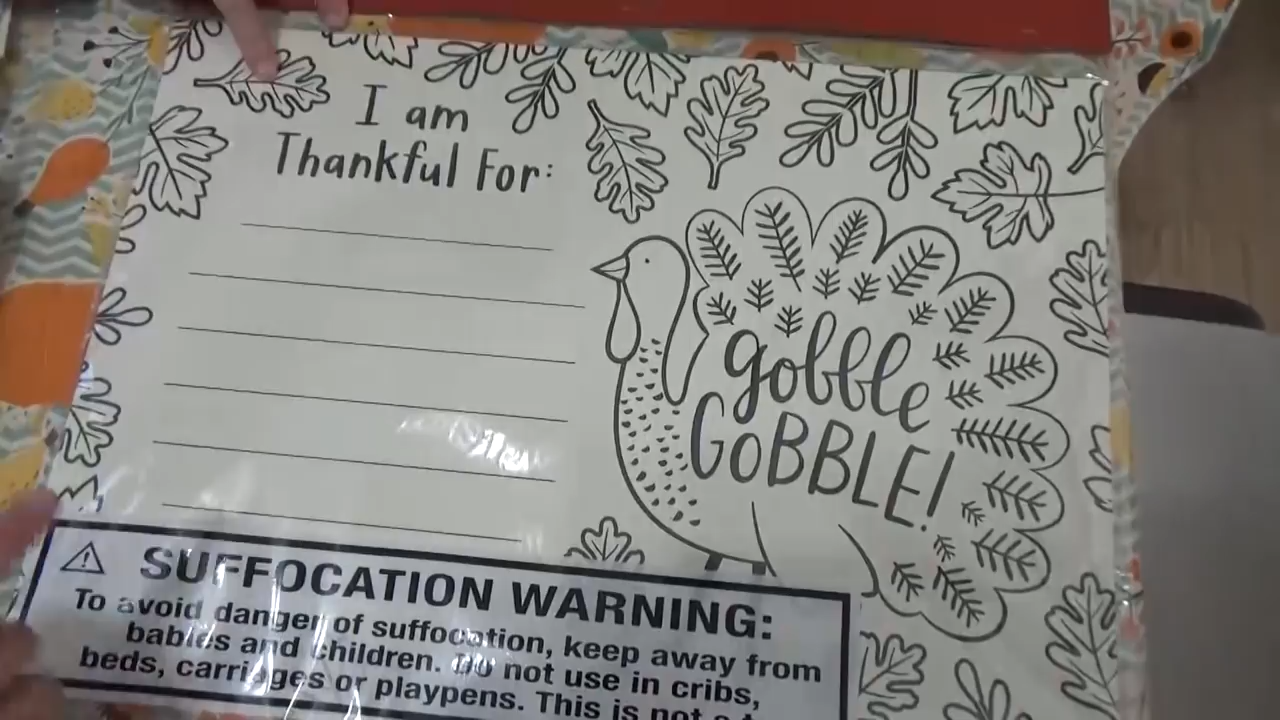 I am
Thankful For:
gobble
GOBBLE!
SUFFOCATION WARNING:
To avoid danger of suffocation, keep away from
babies and children. Do not use in cribs,
beds, carriages or playpens. This is not a